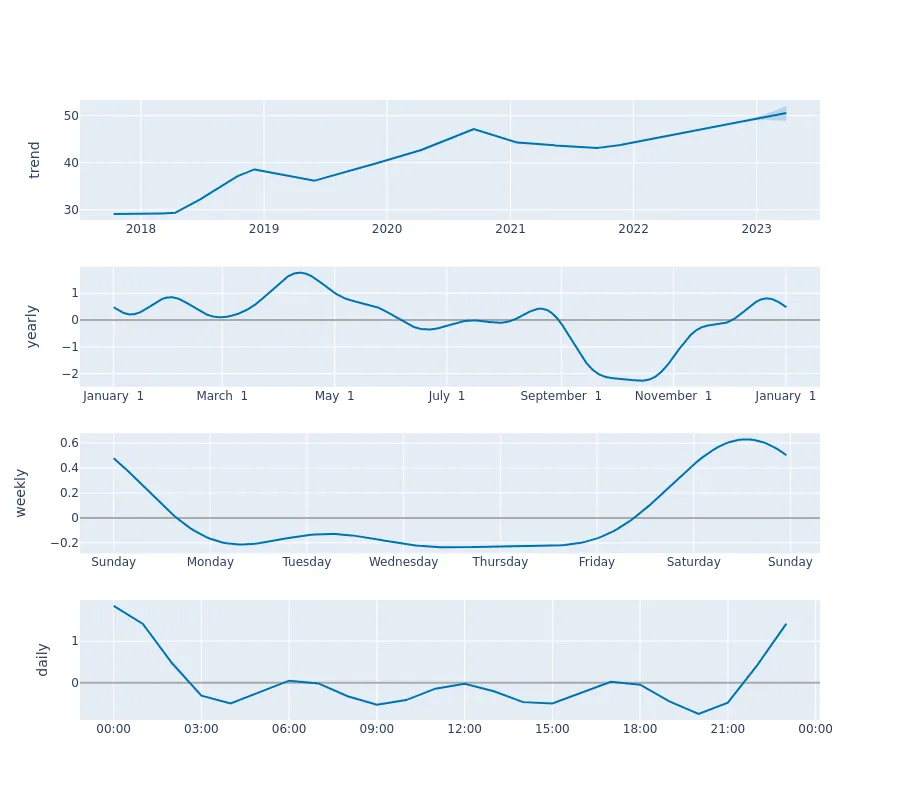 trend
50
40
30
2018 2019 2020 2021 2022 2023
yearly
1
0
−1
−2
January 1 March 1 May 1 July 1 September 1 November 1 January 1
weekly
0.6
0.4
0.2
0
−0.2
Sunday Monday Tuesday Wednesday Thursday Friday Saturday Sunday
daily
1
0
00:00 03:00 06:00 09:00 12:00 15:00 18:00 21:00 00:00